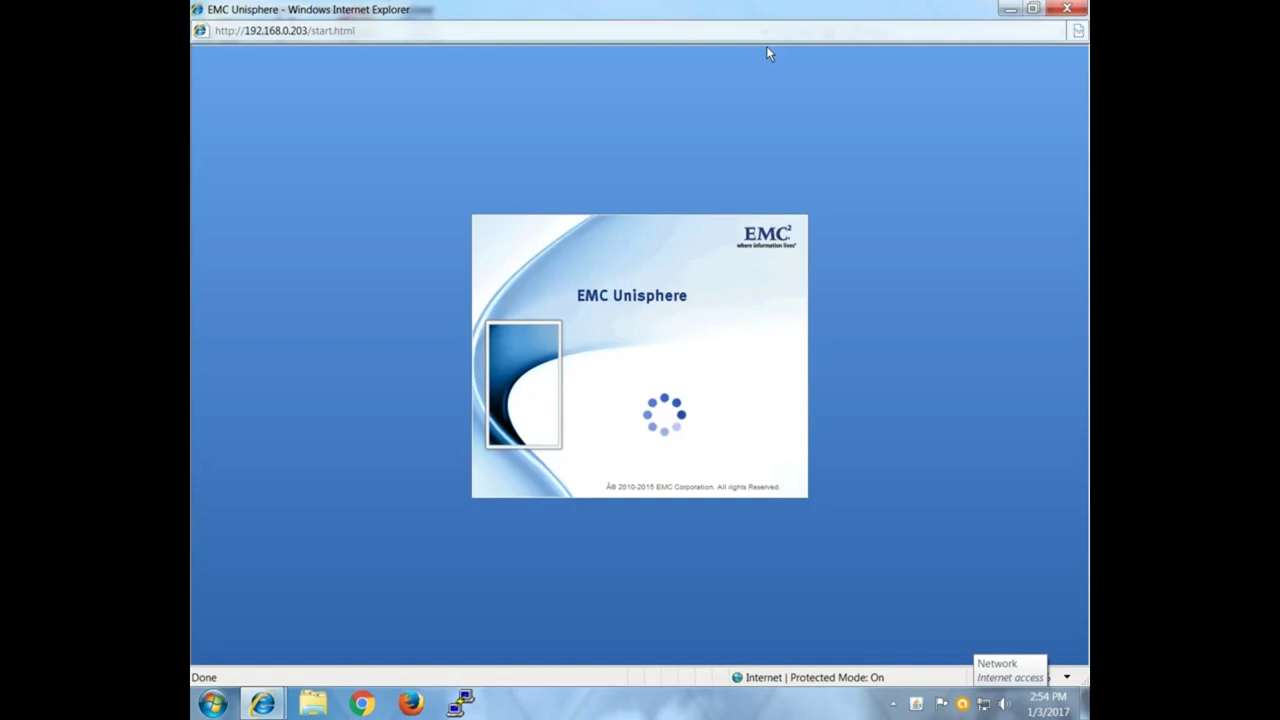 EMC Unisphere - Windows Internet Explorer
http://192.168.0.203/start.html
EMC²
where information lives®
EMC Unisphere
Â© 2010-2015 EMC Corporation. All rights Reserved.
Network
Internet access
Done
Internet | Protected Mode: On
2:54 PM
1/3/2017